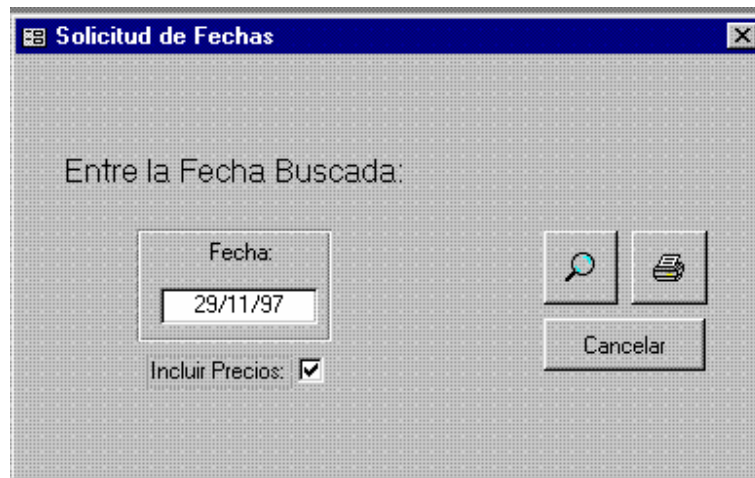 Solicitud de Fechas
Entre la Fecha Buscada:
Fecha:
29/11/97
Cancelar
Incluir Precios: